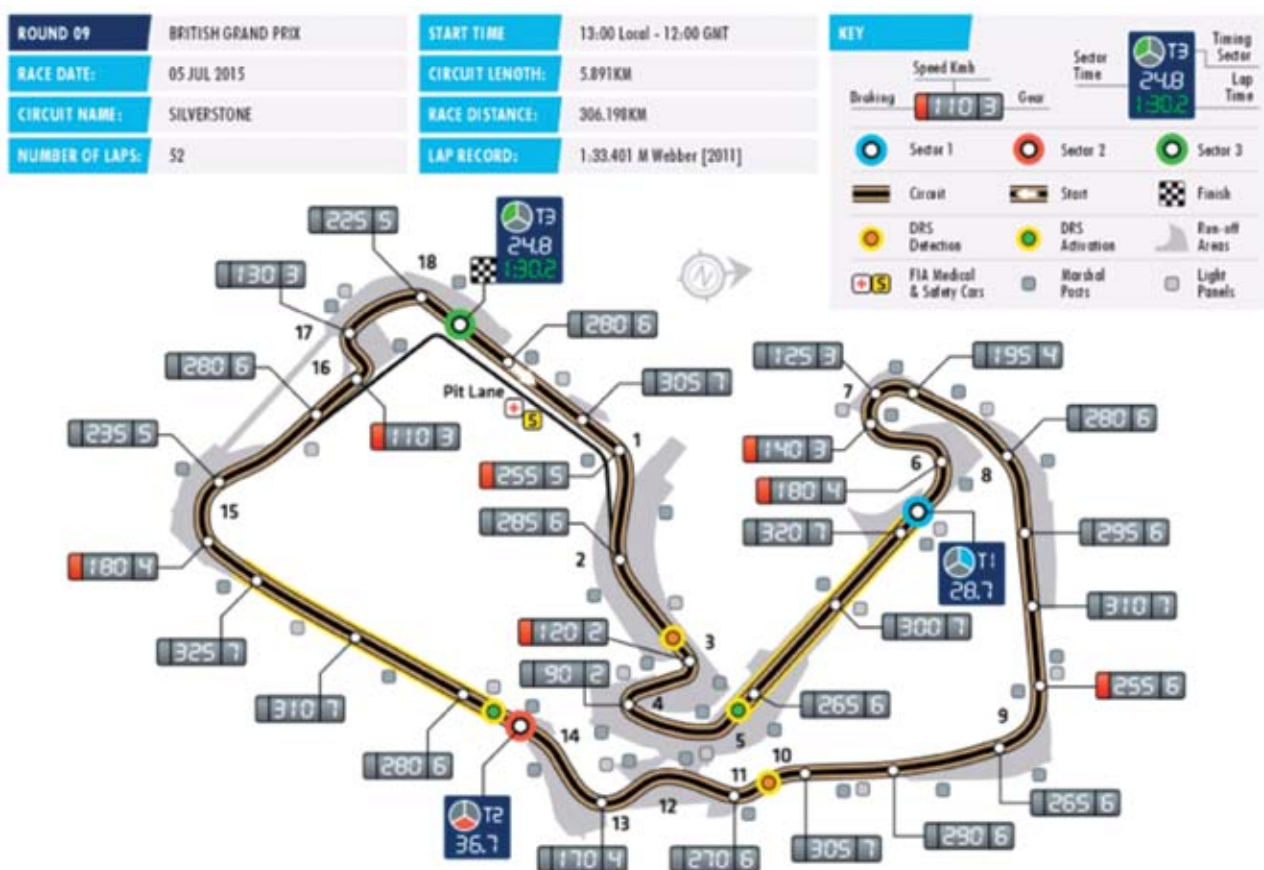 ROUND 09 BRITISH GRAND PRIX
RACE DATE: 05 JUL 2015
CIRCUIT NAME: SILVERSTONE
NUMBER OF LAPS: 52
START TIME 13:00 Local - 12:00 GMT
CIRCUIT LENGTH: 5.891KM
RACE DISTANCE: 306.198KM
LAP RECORD: 1:33.401 M Webber [2011]
KEY
Speed Kmh
Braking 110 3 Gear
Sector Time
T3
24.8
1:30.2
Timing Sector
Lap Time
Sector 1 Sector 2 Sector 3
Circuit Start Finish
DRS Detection
DRS Activation
Run-off Areas
S
FIA Medical & Safety Cars
Marshal Posts
Light Panels
225 5
T3
24.8
1:30.2
18
130 3
N
17
280 6
125 3
195 4
280 6
16
305 7
7
Pit Lane
S
235 5
110 3
1
140 3
280 6
255 5
6
8
180 4
15
285 6
320 7
295 6
2
T1
28.7
180 4
310 7
120 2
3
300 7
325 7
90 2
255 6
4
265 6
310 7
9
14
5
10
280 6
11
12
265 6
T2
36.7
13
290 6
170 4
270 6
305 7